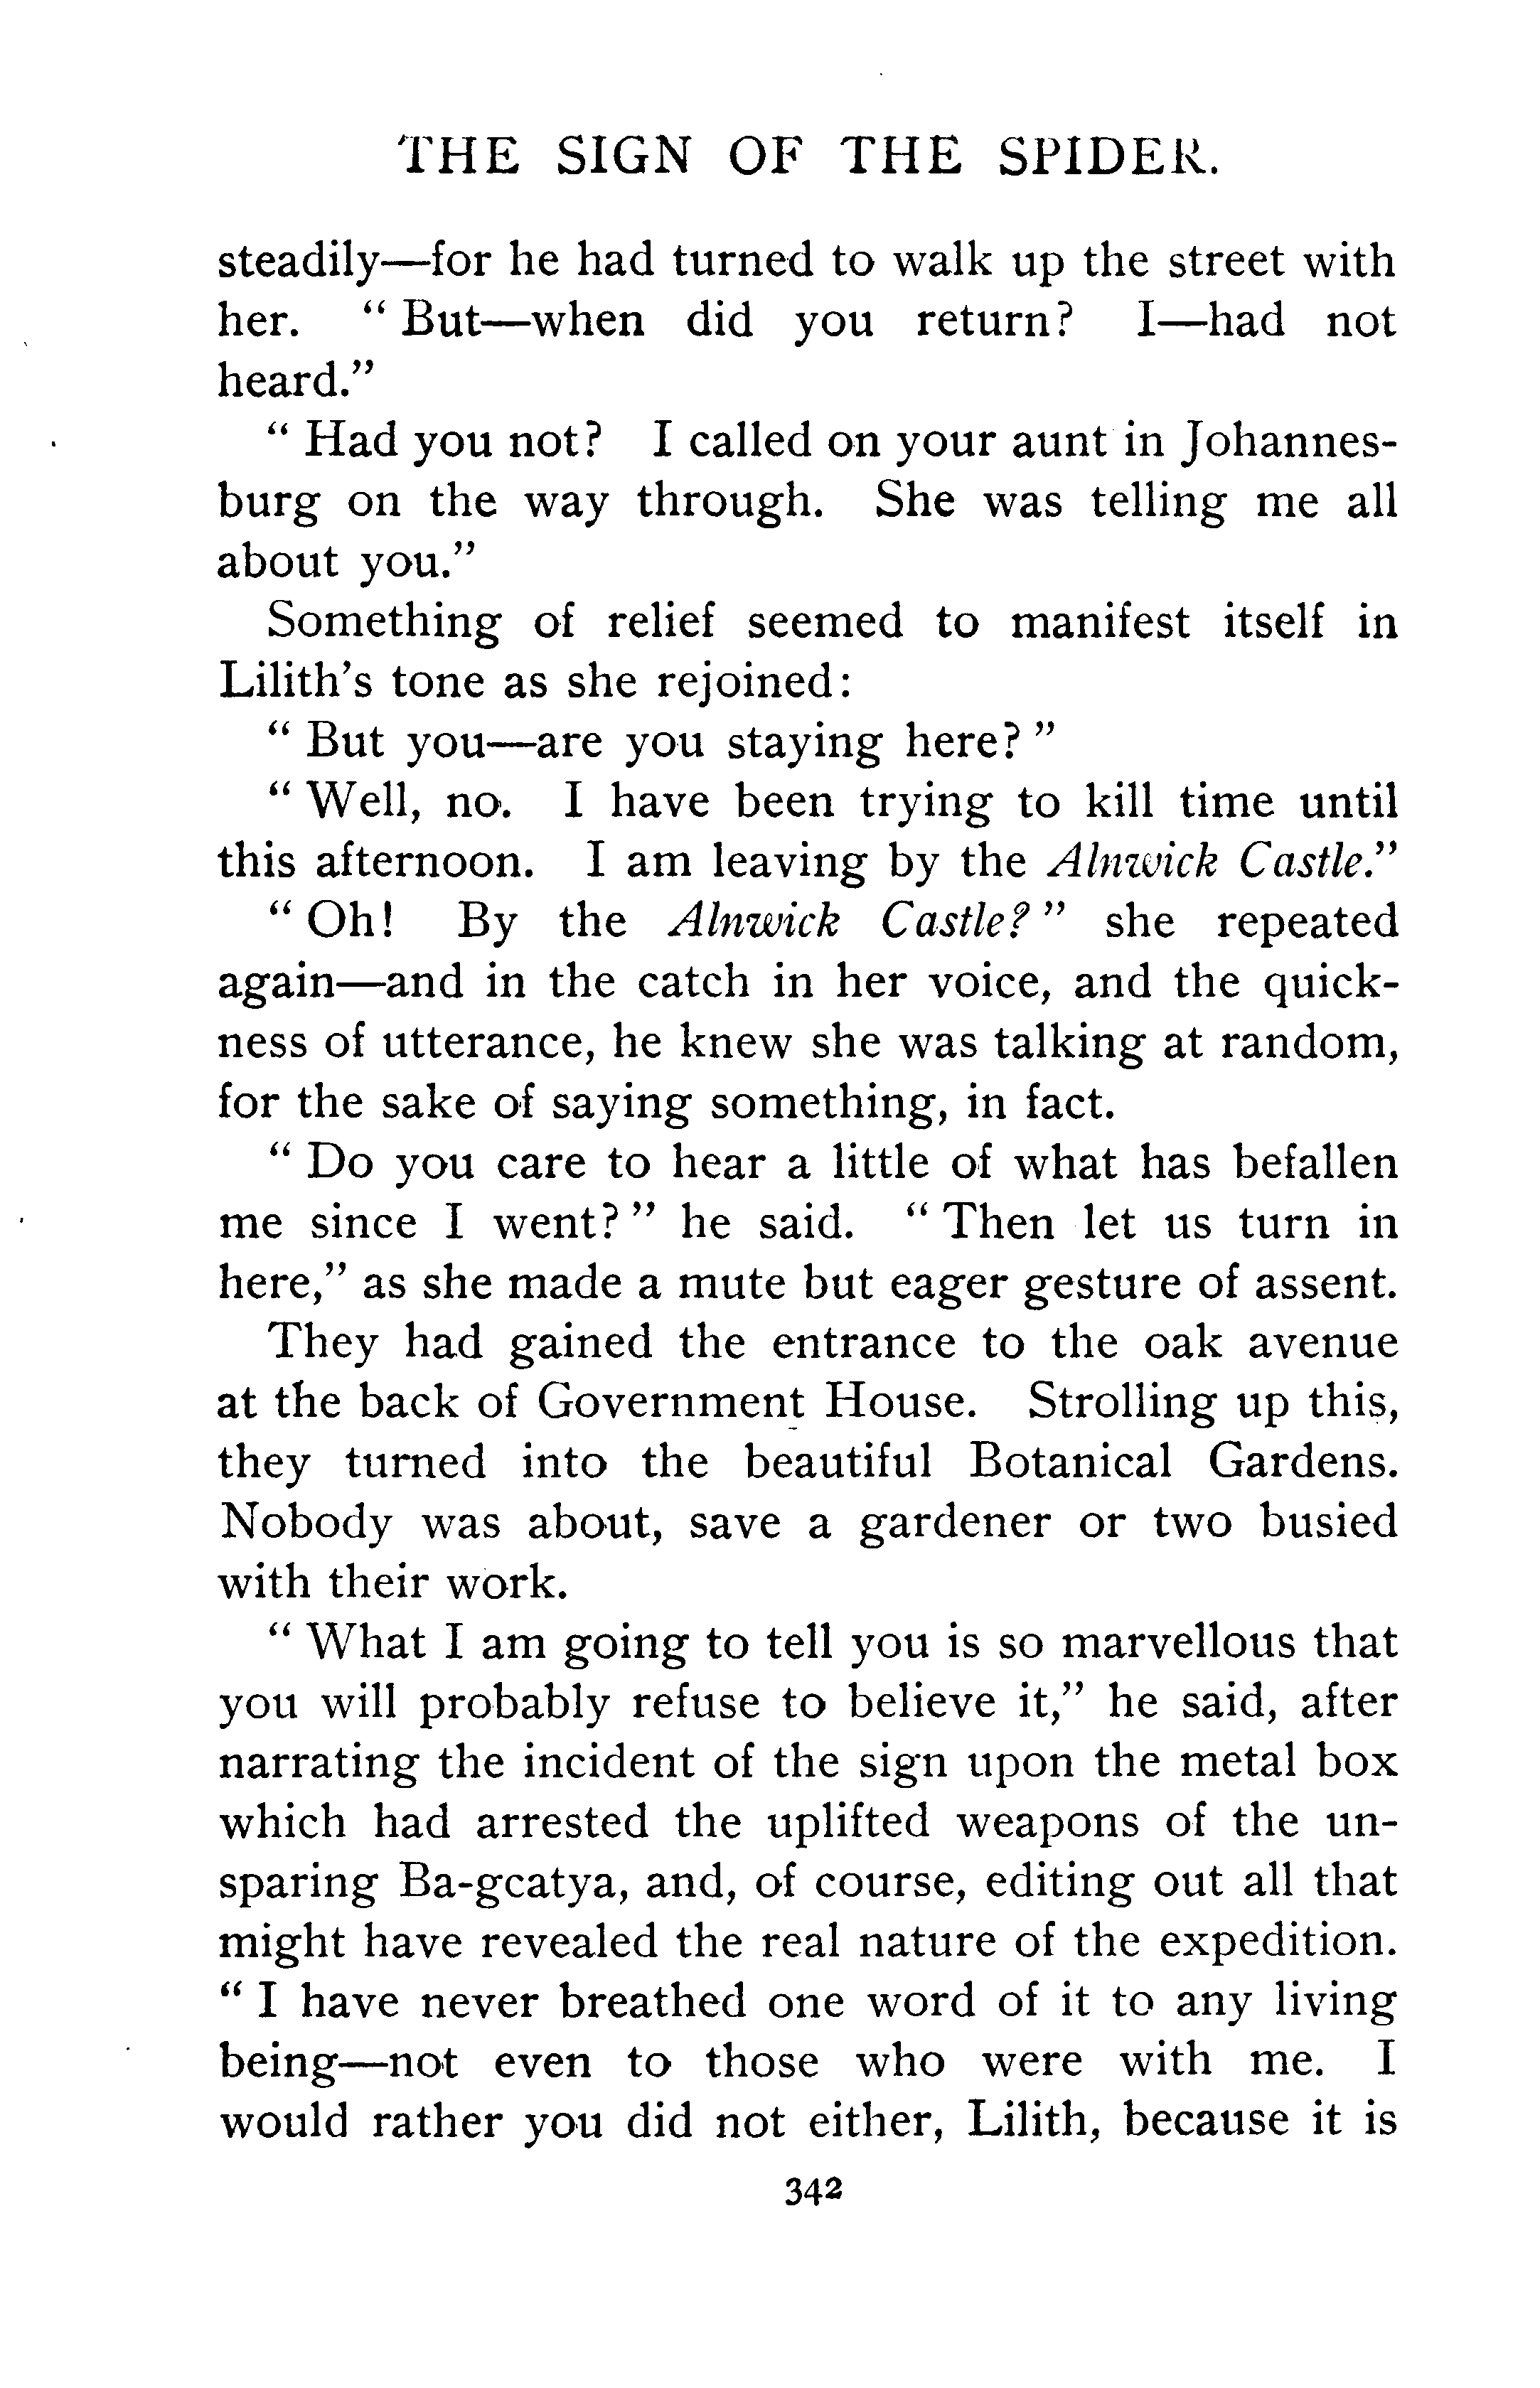 THE SIGN OF THE SPIDER.
steadily—for he had turned to walk up the street with
her. “ But—when did you return? I—had not
heard.”
“ Had you not? I called on your aunt in Johannes-
burg on the way through. She was telling me all
about you.”
Something of relief seemed to manifest itself in
Lilith’s tone as she rejoined:
“ But you—are you staying here? ”
“ Well, no. I have been trying to kill time until
this afternoon. I am leaving by the Alnwick Castle.”
“ Oh! By the Alnwick Castle? ” she repeated
again—and in the catch in her voice, and the quick-
ness of utterance, he knew she was talking at random,
for the sake of saying something, in fact.
“ Do you care to hear a little of what has befallen
me since I went? ” he said. “ Then let us turn in
here,” as she made a mute but eager gesture of assent.
They had gained the entrance to the oak avenue
at the back of Government House. Strolling up this,
they turned into the beautiful Botanical Gardens.
Nobody was about, save a gardener or two busied
with their work.
“ What I am going to tell you is so marvellous that
you will probably refuse to believe it,” he said, after
narrating the incident of the sign upon the metal box
which had arrested the uplifted weapons of the un-
sparing Ba-gcatya, and, of course, editing out all that
might have revealed the real nature of the expedition.
“ I have never breathed one word of it to any living
being—not even to those who were with me. I
would rather you did not either, Lilith, because it is
342